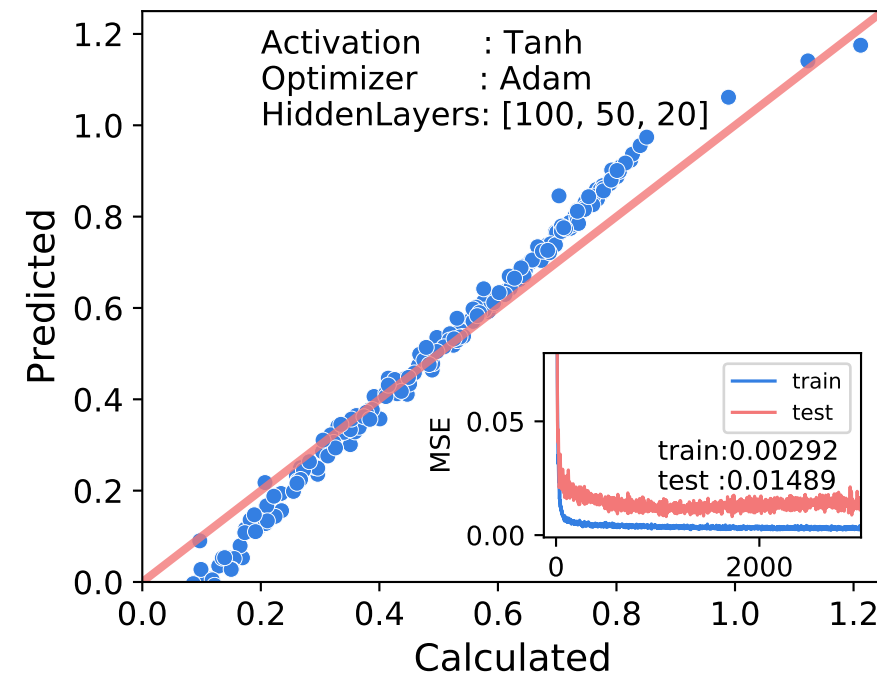 Activation : Tanh
Optimizer : Adam
HiddenLayers: [100, 50, 20]
Predicted
1.2
1.0
0.8
0.6
0.4
0.2
0.0
0.0 0.2 0.4 0.6 0.8 1.0 1.2
Calculated
MSE
0.05
0.00
train
test
train:0.00292
test :0.01489
0 2000